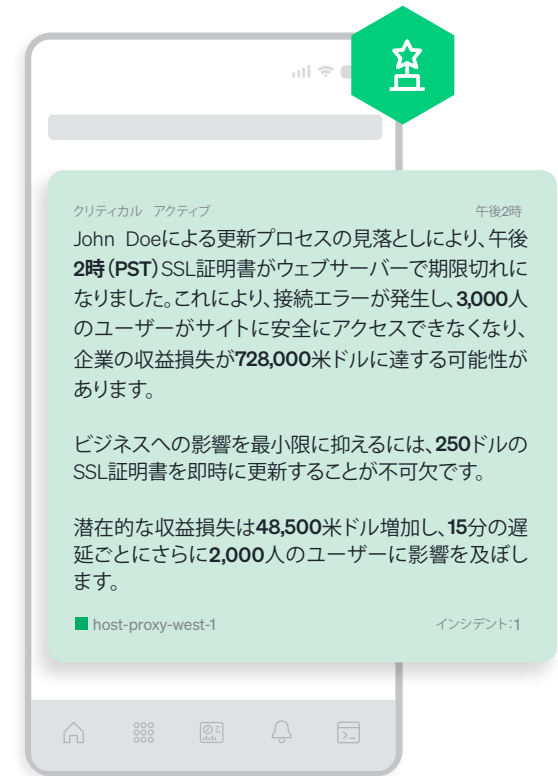 クリティカル アクティブ 午後2時
John Doeによる更新プロセスの見落としにより、午後
2時（PST）SSL証明書がウェブサーバーで期限切れに
なりました。これにより、接続エラーが発生し、3,000人
のユーザーがサイトに安全にアクセスできなくなり、
企業の収益損失が728,000米ドルに達する可能性が
あります。
ビジネスへの影響を最小限に抑えるには、250ドルの
SSL証明書を即時に更新することが不可欠です。
潜在的な収益損失は48,500米ドル増加し、15分の遅
延ごとにさらに2,000人のユーザーに影響を及ぼし
ます。
host-proxy-west-1 インシデント：1